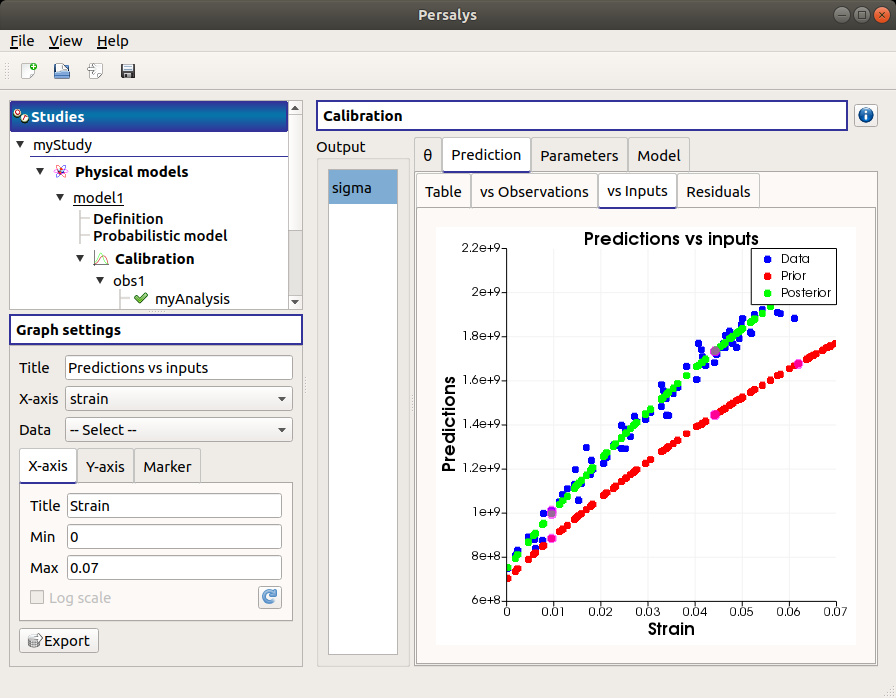 Persalys
File View Help
Studies
myStudy
Physical models
model1
Definition
Probabilistic model
Calibration
obs1
myAnalysis
Graph settings
Title Predictions vs inputs
X-axis strain
Data -- Select --
X-axis Y-axis Marker
Title Strain
Min 0
Max 0.07
Log scale
Export
Calibration
Output
sigma
θ Prediction Parameters Model
Table vs Observations vs Inputs Residuals
Predictions vs inputs
Data
Prior
Posterior
Predictions
2.2e+9
2e+9
1.8e+9
1.6e+9
1.4e+9
1.2e+9
1e+9
8e+8
6e+8
0 0.01 0.02 0.03 0.04 0.05 0.06 0.07
Strain